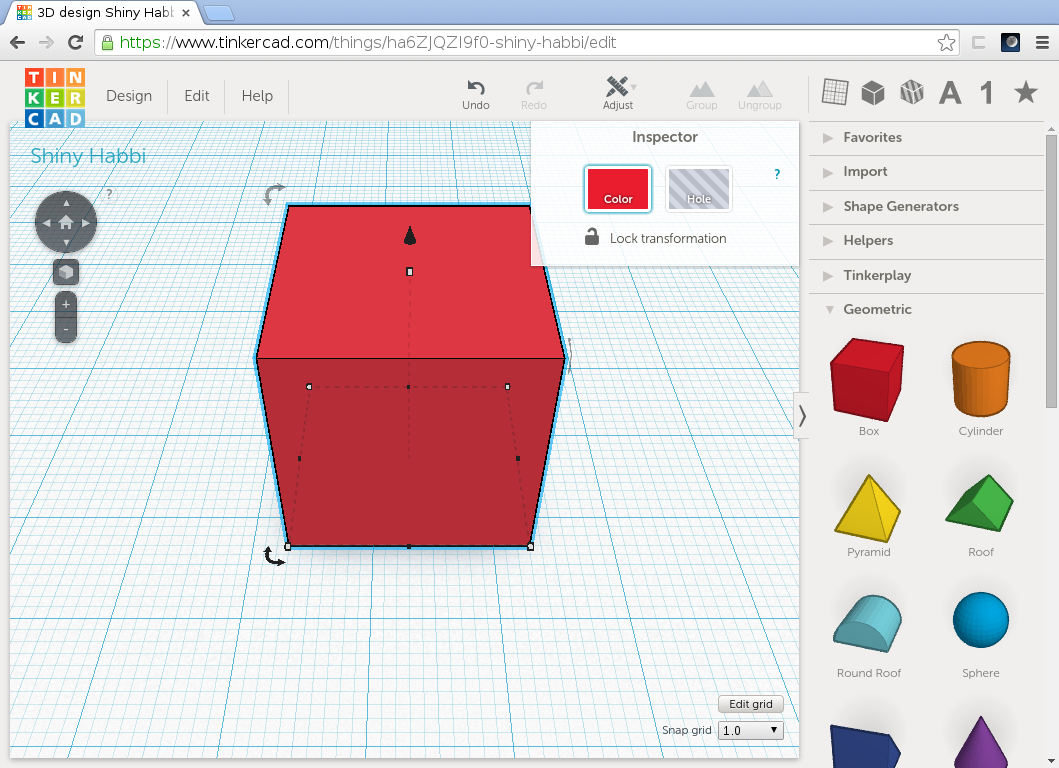 3D design Shiny Habb
https://www.tinkercad.com/things/ha6ZJQZI9f0-shiny-habbi/edit
TIN
KER
CAD
Design
Edit
Help
Undo
Redo
Adjust
Group
Ungroup
A
1
Shiny Habbi
?
+
-
Inspector
Color
Hole
?
Lock transformation
Favorites
Import
Shape Generators
Helpers
Tinkerplay
Geometric
Box
Cylinder
Pyramid
Roof
Round Roof
Sphere
Edit grid
Snap grid 1.0